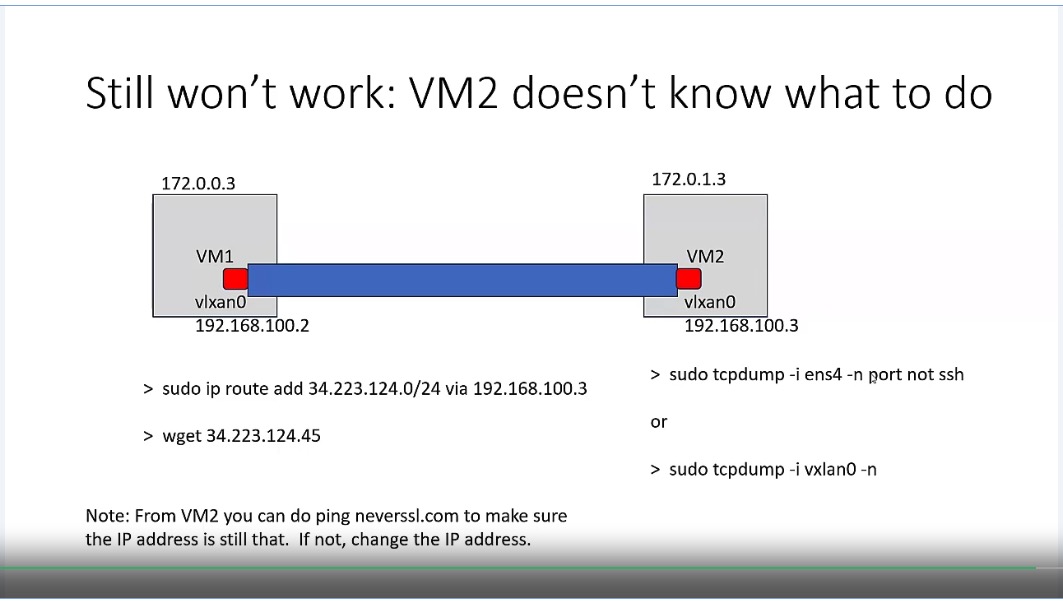 Still won't work: VM2 doesn't know what to do
172.0.0.3
172.0.1.3
VM1
VM2
vlxan0
vlxan0
192.168.100.2
192.168.100.3
> sudo ip route add 34.223.124.0/24 via 192.168.100.3
> wget 34.223.124.45
> sudo tcpdump -i ens4 -n port not ssh
or
> sudo tcpdump -i vxlan0 -n
Note: From VM2 you can do ping neverssl.com to make sure
the IP address is still that.  If not, change the IP address.